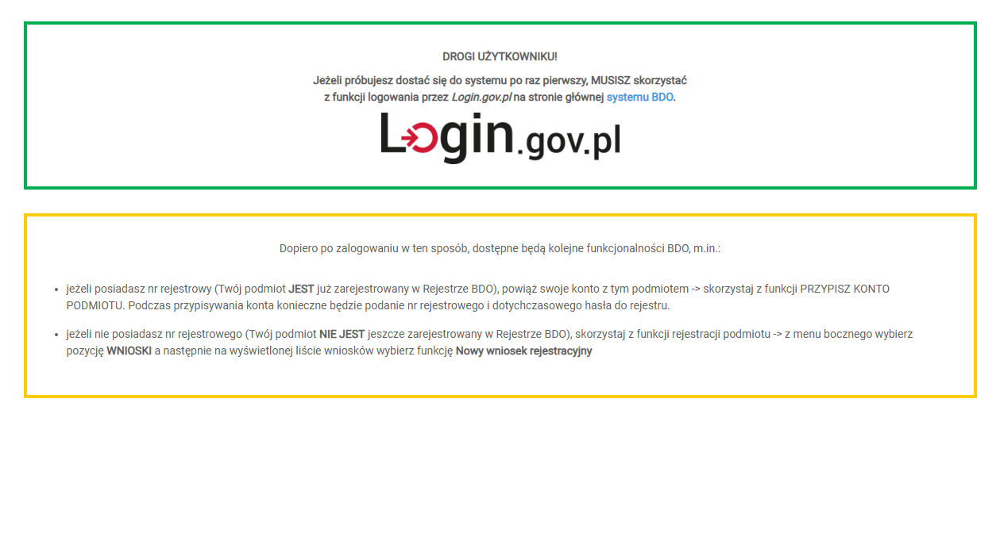 DROGI UŻYTKOWNIKU!
Jeżeli próbujesz dostać się do systemu po raz pierwszy, MUSISZ skorzystać
z funkcji logowania przez Login.gov.pl na stronie głównej systemu BDO.
Login.gov.pl
Dopiero po zalogowaniu w ten sposób, dostępne będą kolejne funkcjonalności BDO, m.in.:
• jeżeli posiadasz nr rejestrowy (Twój podmiot JEST już zarejestrowany w Rejestrze BDO), powiąż swoje konto z tym podmiotem -> skorzystaj z funkcji PRZYPISZ KONTO
PODMIOTU. Podczas przypisywania konta konieczne będzie podanie nr rejestrowego i dotychczasowego hasła do rejestru.
• jeżeli nie posiadasz nr rejestrowego (Twój podmiot NIE JEST jeszcze zarejestrowany w Rejestrze BDO), skorzystaj z funkcji rejestracji podmiotu -> z menu bocznego wybierz
pozycję WNIOSKI a następnie na wyświetlonej liście wniosków wybierz funkcję Nowy wniosek rejestracyjny